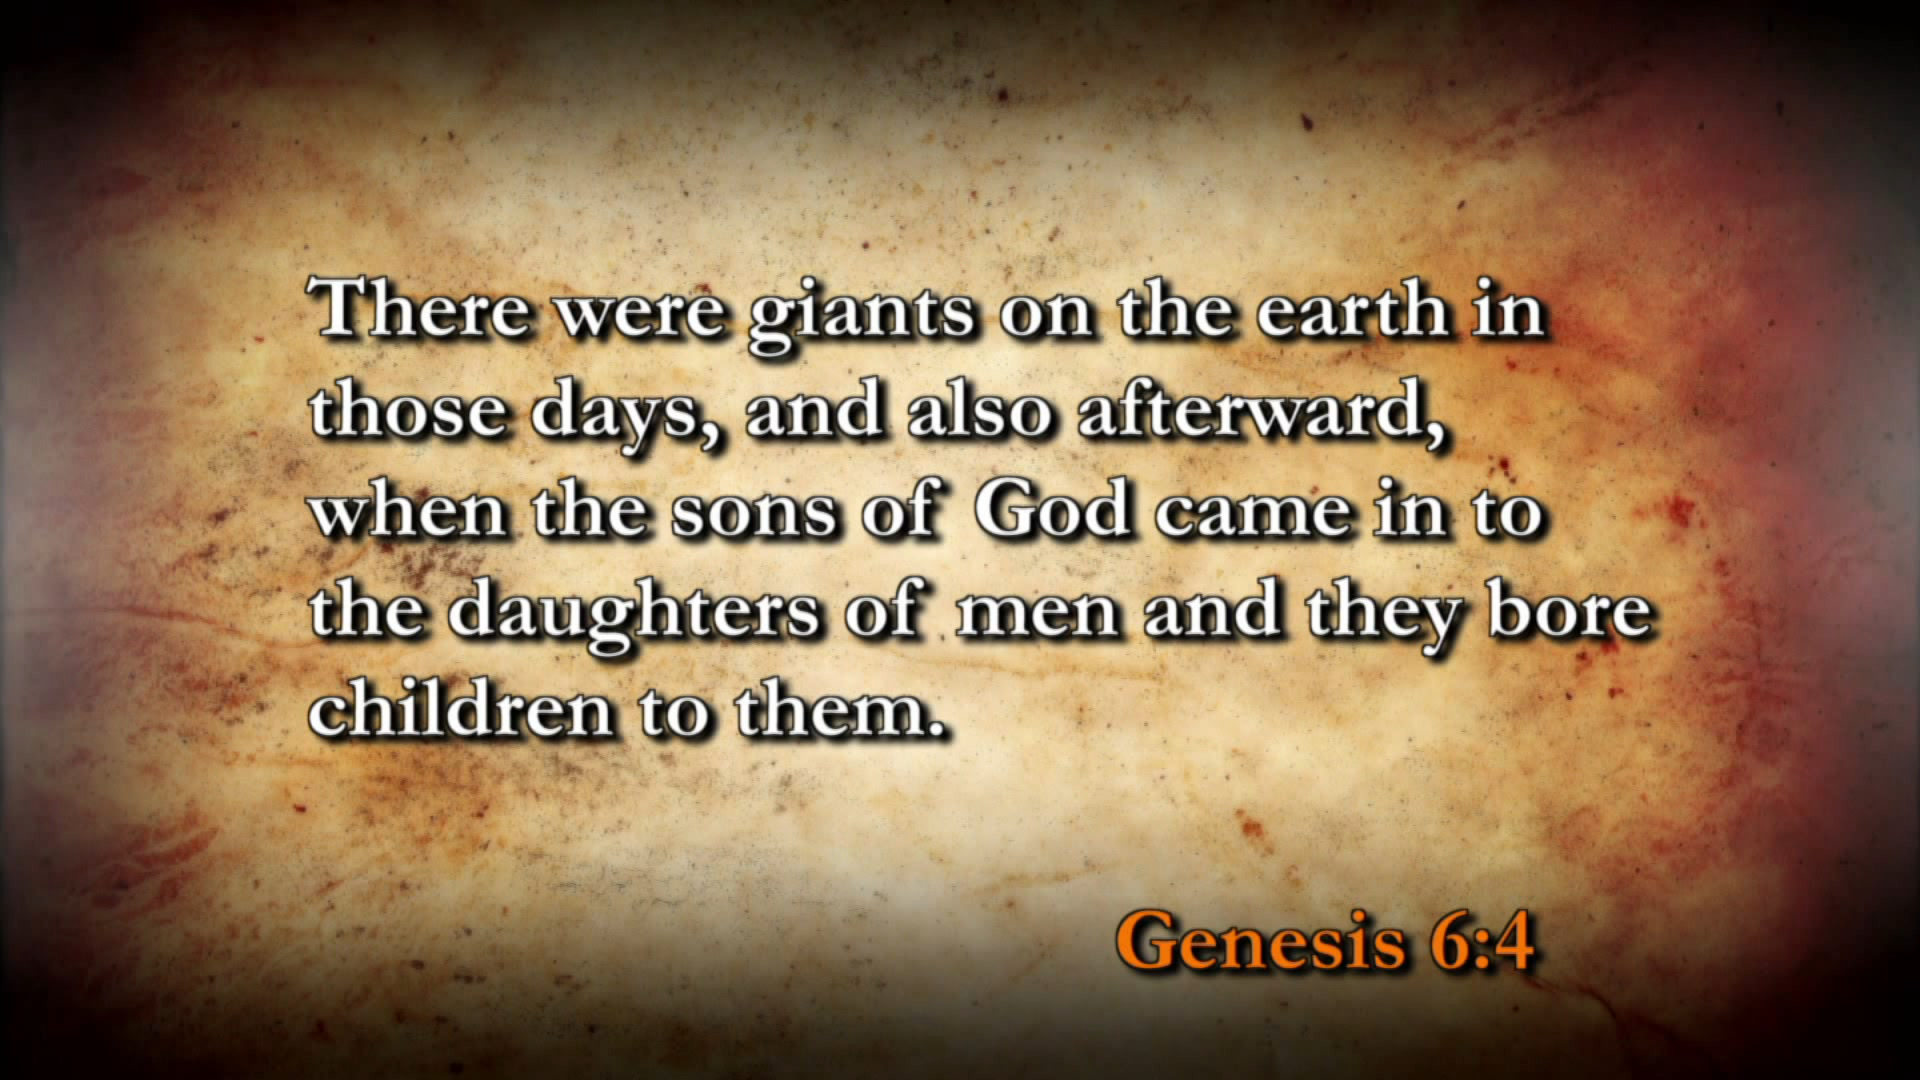 There were giants on the earth in
those days, and also afterward,
when the sons of God came in to
the daughters of men and they bore
children to them.
Genesis 6:4